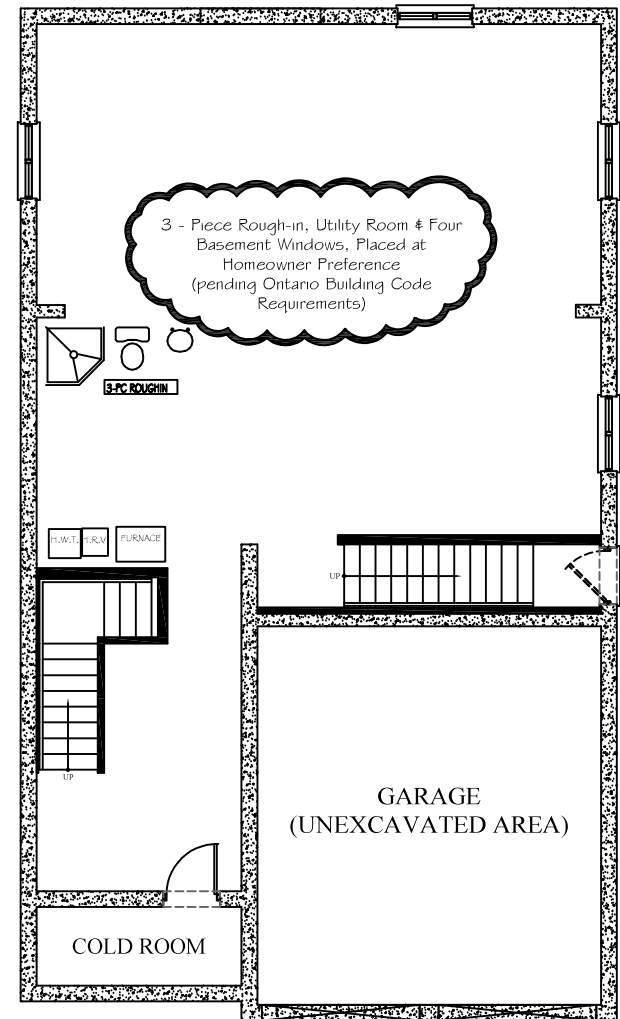 3 - Piece Rough-in, Utility Room & Four
Basement Windows, Placed at
Homeowner Preference
(pending Ontario Building Code
Requirements)
3-PC ROUGHIN
H.W.T.
H.R.V
FURNACE
UP
UP
GARAGE
(UNEXCAVATED AREA)
COLD ROOM